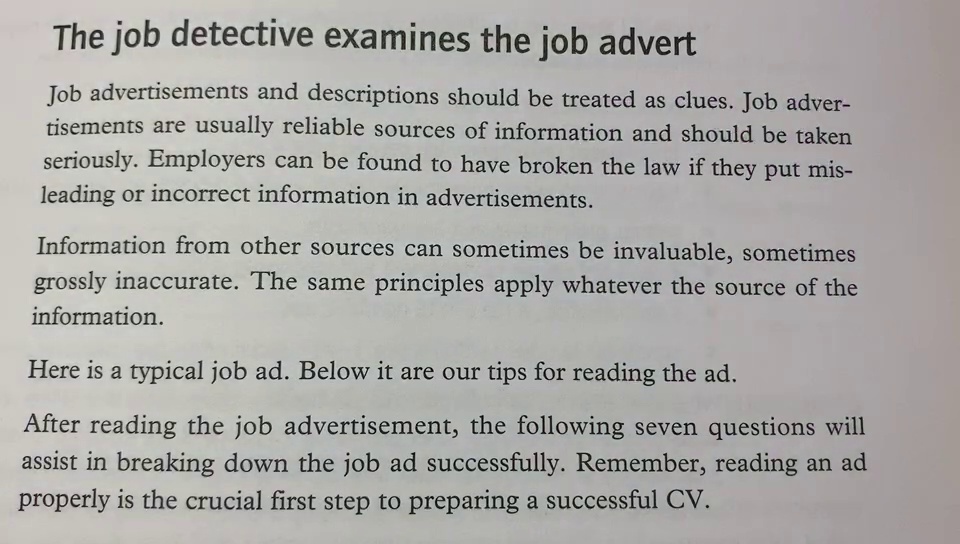 The job detective examines the job advert
Job advertisements and descriptions should be treated as clues. Job adver-
tisements are usually reliable sources of information and should be taken
seriously. Employers can be found to have broken the law if they put mis-
leading or incorrect information in advertisements.
Information from other sources can sometimes be invaluable, sometimes
grossly inaccurate. The same principles apply whatever the source of the
information.
Here is a typical job ad. Below it are our tips for reading the ad.
After reading the job advertisement, the following seven questions will
assist in breaking down the job ad successfully. Remember, reading an ad
properly is the crucial first step to preparing a successful CV.